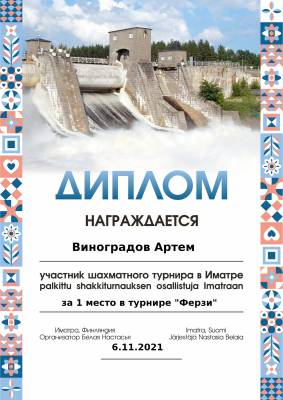 ДИПЛОМ
НАГРАЖДАЕТСЯ
Виноградов Артем
участник шахматного турнира в Иматре
palkittu shakkiturnauksen osallistuja Imatraan
за 1 место в турнире "Ферзи"
Иматра, Финляндия
Imatra, Suomi
Организатор Белая Настасья
Järjestäjä Nastasia Belaia
6.11.2021